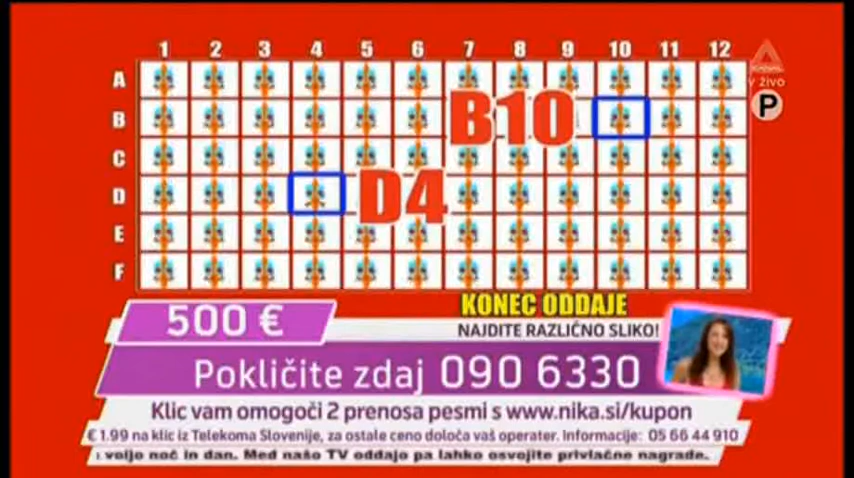 1 2 3 4 5 6 7 8 9 10 11 12
v živo
A
P
B
B10
C
D
D4
E
F
KONEC ODDAJE
500 €
NAJDITE RAZLIČNO SLIKO!
Pokličite zdaj 090 6330
Klic vam omogoči 2 prenosa pesmi s www.nika.si/kupon
€ 1.99 na klic iz Telekoma Slovenije, za ostale ceno določa vaš operater. Informacije: 05 66 44 910
voljo noč in dan. Med našo TV oddajo pa lahko osvojite privlačne nagrade.